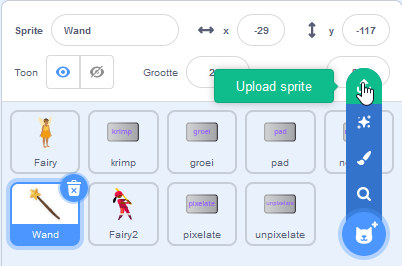 Sprite Wand x -29 y -117
Toon Grootte
Upload sprite
krimp groei pad
Fairy krimp groei pad
pixelate unpixelate
Wand Fairy2 pixelate unpixelate